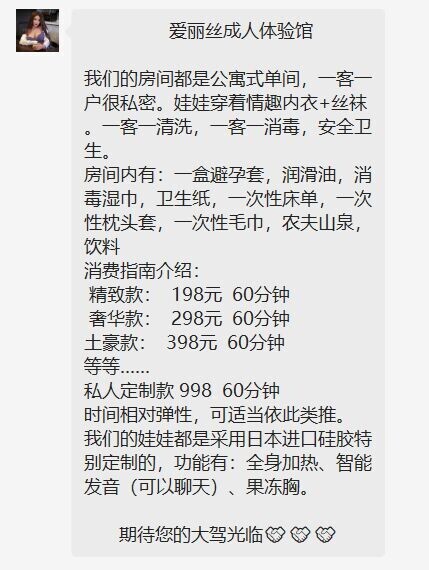 爱丽丝成人体验馆
我们的房间都是公寓式单间，一客一
户很私密。娃娃穿着情趣内衣+丝袜
。一客一清洗，一客一消毒，安全卫
生。
房间内有：一盒避孕套，润滑油，消
毒湿巾，卫生纸，一次性床单，一次
性枕头套，一次性毛巾，农夫山泉，
饮料
消费指南介绍：
精致款： 198元 60分钟
奢华款： 298元 60分钟
土豪款： 398元 60分钟
等等......
私人定制款 998 60分钟
时间相对弹性，可适当依此类推。
我们的娃娃都是采用日本进口硅胶特
别定制的，功能有：全身加热、智能
发音（可以聊天）、果冻胸。
期待您的大驾光临